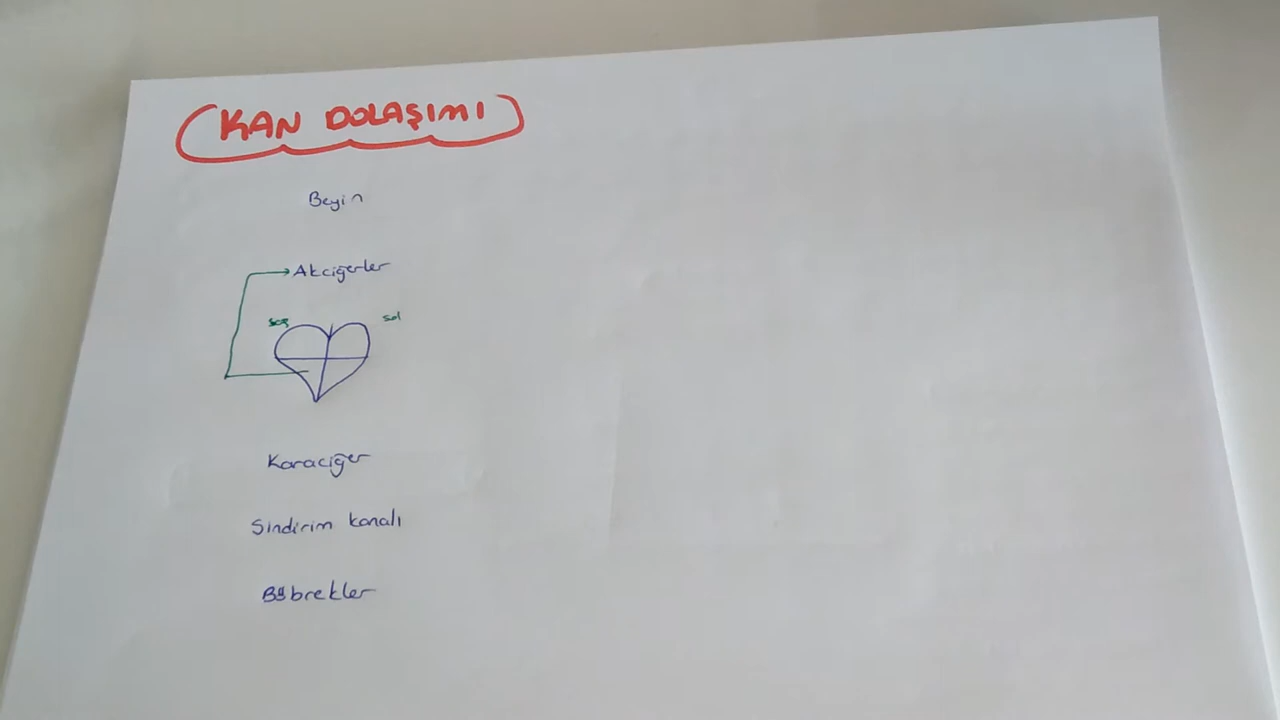 KAN DOLAŞIMI
Beyin
Akciğerler
sağ sol
Karaciğer
Sindirim kanalı
Böbrekler